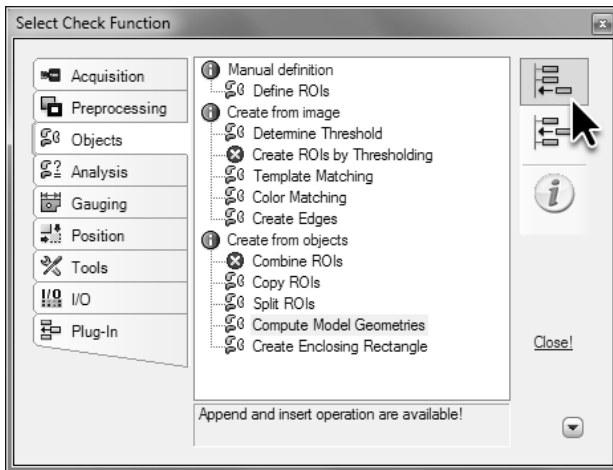 Select Check Function
Acquisition
Preprocessing
Objects
Analysis
Gauging
Position
Tools
I/O
Plug-In
Manual definition
Define ROIs
Create from image
Determine Threshold
Create ROIs by Thresholding
Template Matching
Color Matching
Create Edges
Create from objects
Combine ROIs
Copy ROIs
Split ROIs
Compute Model Geometries
Create Enclosing Rectangle
Close!
Append and insert operation are available!